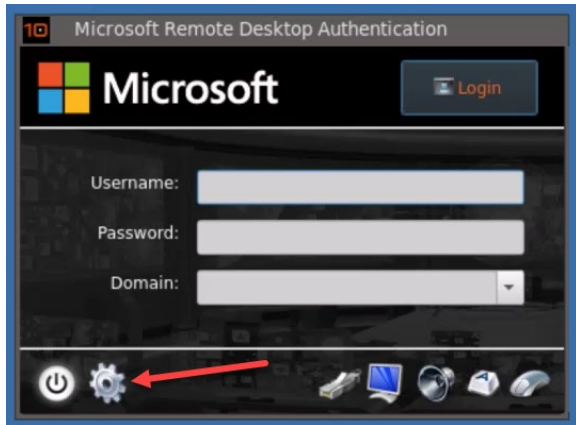 10 Microsoft Remote Desktop Authentication
Microsoft
Login
Username:
Password:
Domain:
A